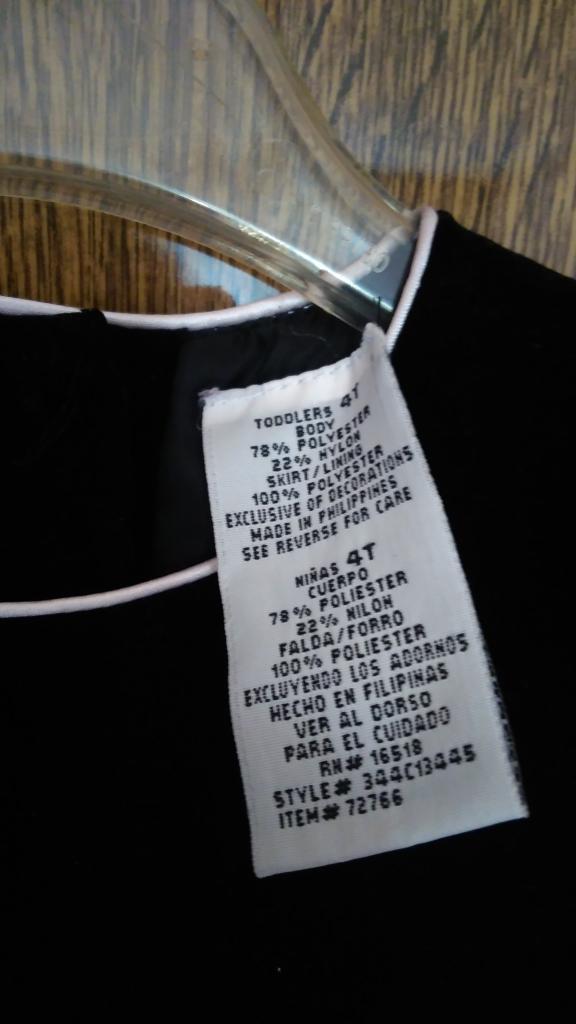 TODDLERS 4T
BODY
78% POLYESTER
22% NYLON
SKIRT/LINING
100% POLYESTER
EXCLUSIVE OF DECORATIONS
MADE IN PHILIPPINES
SEE REVERSE FOR CARE
NIÑAS 4T
CUERPO
78% POLIESTER
22% NILON
FALDA/FORRO
100% POLIESTER
EXCLUYENDO LOS ADORNOS
HECHO EN FILIPINAS
VER AL DORSO
PARA EL CUIDADO
RN# 16518
STYLE# 344C13445
ITEM# 72766